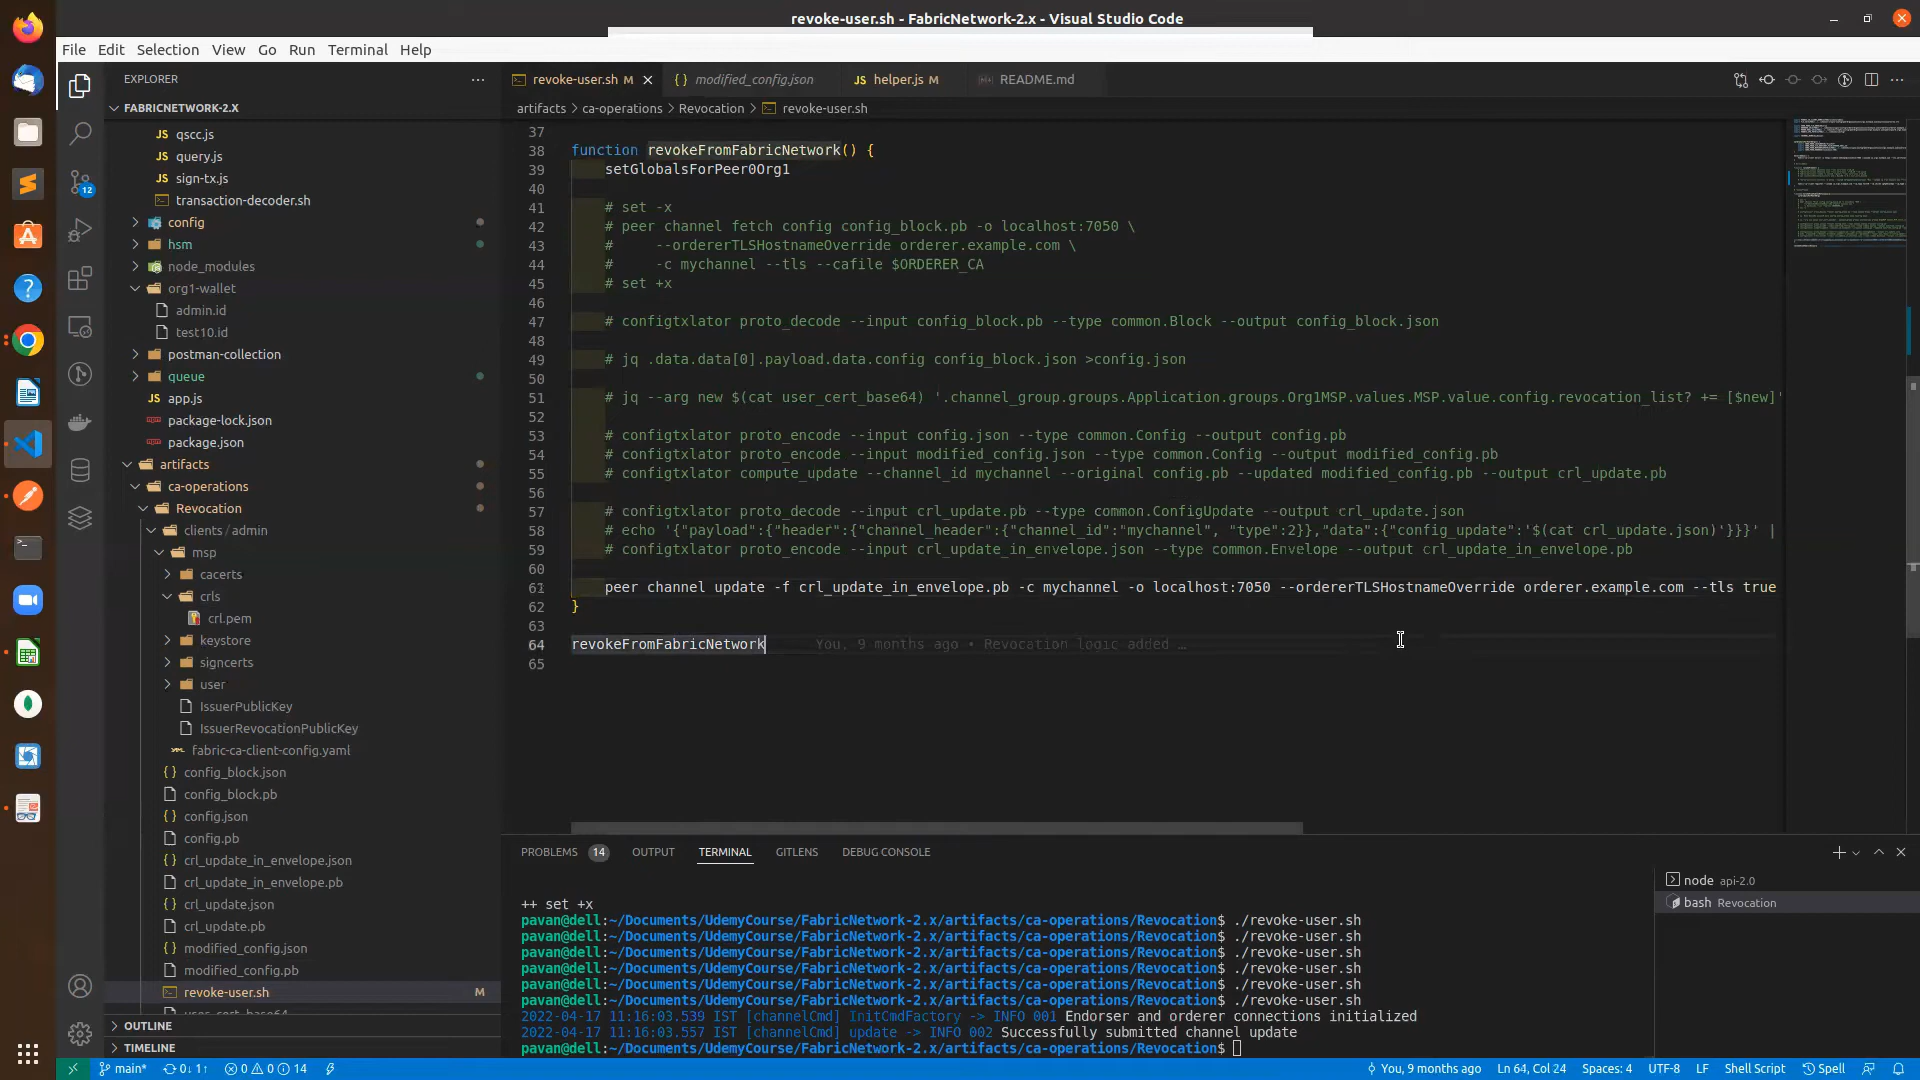 revoke-user.sh - FabricNetwork-2.x - Visual Studio Code
File Edit Selection View Go Run Terminal Help
EXPLORER
FABRICNETWORK-2.X
qscc.js
query.js
sign-tx.js
transaction-decoder.sh
config
hsm
node_modules
org1-wallet
admin.id
test10.id
postman-collection
queue
app.js
package-lock.json
package.json
artifacts
ca-operations
Revocation
clients / admin
msp
cacerts
crls
crl.pem
keystore
signcerts
user
IssuerPublicKey
IssuerRevocationPublicKey
fabric-ca-client-config.yaml
config_block.json
config_block.pb
config.json
config.pb
crl_update_in_envelope.json
crl_update_in_envelope.pb
crl_update.json
crl_update.pb
modified_config.json
modified_config.pb
revoke-user.sh M
OUTLINE
TIMELINE
12
revoke-user.sh M modified_config.json helper.js M README.md
artifacts > ca-operations > Revocation > revoke-user.sh
37
38 function revokeFromFabricNetwork() {
39 setGlobalsForPeer0Org1
40
41 # set -x
42 # peer channel fetch config config_block.pb -o localhost:7050 \
43 # --ordererTLSHostnameOverride orderer.example.com \
44 # -c mychannel --tls --cafile $ORDERER_CA
45 # set +x
46
47 # configtxlator proto_decode --input config_block.pb --type common.Block --output config_block.json
48
49 # jq .data.data[0].payload.data.config config_block.json >config.json
50
51 # jq --arg new $(cat user_cert_base64) '.channel_group.groups.Application.groups.Org1MSP.values.MSP.value.config.revocation_list? += [$new]'
52
53 # configtxlator proto_encode --input config.json --type common.Config --output config.pb
54 # configtxlator proto_encode --input modified_config.json --type common.Config --output modified_config.pb
55 # configtxlator compute_update --channel_id mychannel --original config.pb --updated modified_config.pb --output crl_update.pb
56
57 # configtxlator proto_decode --input crl_update.pb --type common.ConfigUpdate --output crl_update.json
58 # echo '{"payload":{"header":{"channel_header":{"channel_id":"mychannel", "type":2}},"data":{"config_update":'$(cat crl_update.json)'}}}' |
59 # configtxlator proto_encode --input crl_update_in_envelope.json --type common.Envelope --output crl_update_in_envelope.pb
60
61 peer channel update -f crl_update_in_envelope.pb -c mychannel -o localhost:7050 --ordererTLSHostnameOverride orderer.example.com --tls true
62 }
63
64 revokeFromFabricNetwork You, 9 months ago • Revocation logic added …
65
PROBLEMS 14 OUTPUT TERMINAL GITLENS DEBUG CONSOLE
++ set +x
pavan@dell:~/Documents/UdemyCourse/FabricNetwork-2.x/artifacts/ca-operations/Revocation$ ./revoke-user.sh
pavan@dell:~/Documents/UdemyCourse/FabricNetwork-2.x/artifacts/ca-operations/Revocation$ ./revoke-user.sh
pavan@dell:~/Documents/UdemyCourse/FabricNetwork-2.x/artifacts/ca-operations/Revocation$ ./revoke-user.sh
pavan@dell:~/Documents/UdemyCourse/FabricNetwork-2.x/artifacts/ca-operations/Revocation$ ./revoke-user.sh
pavan@dell:~/Documents/UdemyCourse/FabricNetwork-2.x/artifacts/ca-operations/Revocation$ ./revoke-user.sh
pavan@dell:~/Documents/UdemyCourse/FabricNetwork-2.x/artifacts/ca-operations/Revocation$ ./revoke-user.sh
2022-04-17 11:16:03.539 IST [channelCmd] InitCmdFactory -> INFO 001 Endorser and orderer connections initialized
2022-04-17 11:16:03.557 IST [channelCmd] update -> INFO 002 Successfully submitted channel update
pavan@dell:~/Documents/UdemyCourse/FabricNetwork-2.x/artifacts/ca-operations/Revocation$
node api-2.0
bash Revocation
main* 0↓ 1↑ 0 0 14 You, 9 months ago Ln 64, Col 24 Spaces: 4 UTF-8 LF Shell Script Spell